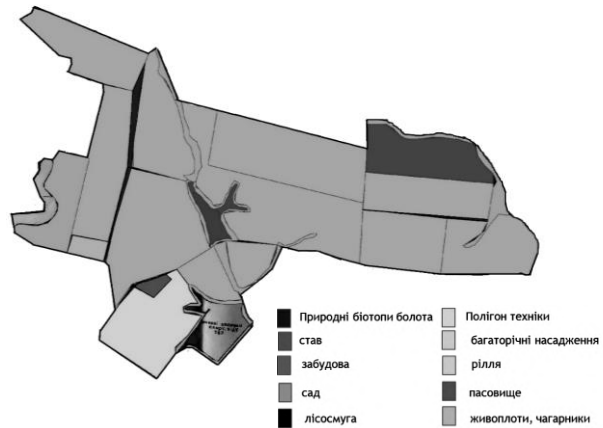 Природні біотопи болота
став
забудова
сад
лісосмуга
Полігон техніки
багаторічні насадження
рілля
пасовище
живоплоти, чагарники